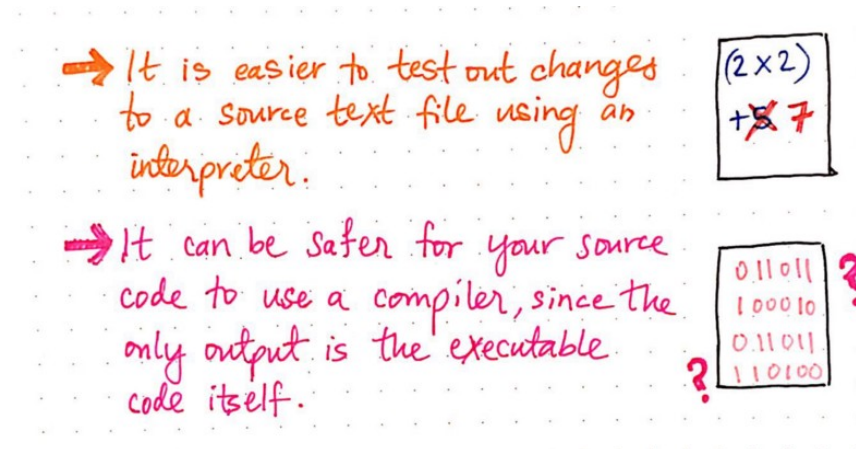 → It is easier to test out changes
to a source text file using an
interpreter.
(2×2)
+5 7
→ It can be safer for your source
code to use a compiler, since the
only output is the executable
code itself.
011011
100010
011011
110100
?
?